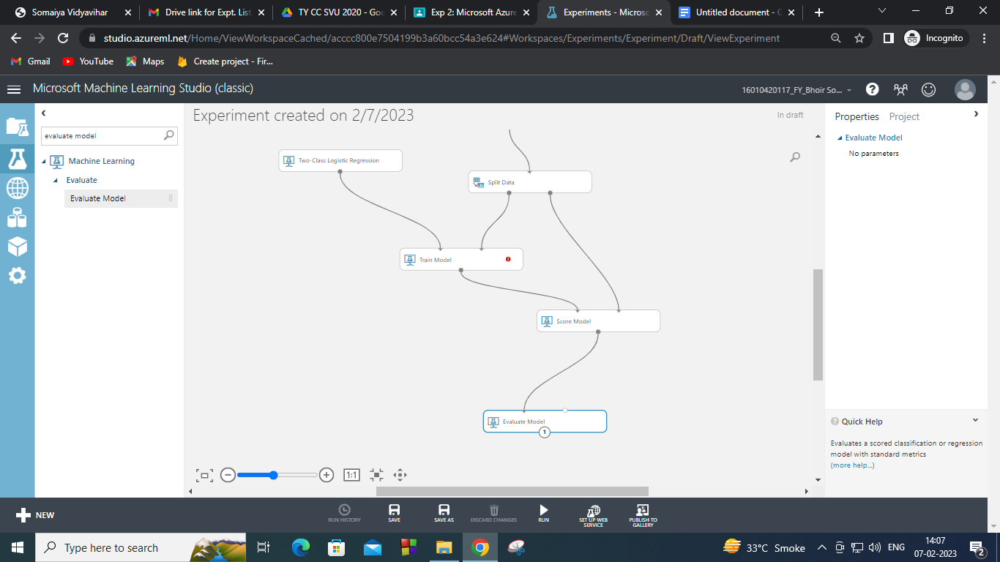 Somaiya Vidyavihar
Drive link for Expt. List
TY CC SVU 2020 - Goo
Exp 2: Microsoft Azure
Experiments - Microso
Untitled document - G
studio.azureml.net/Home/ViewWorkspaceCached/acccc800e7504199b3a60bcc54a3e624#Workspaces/Experiments/Experiment/Draft/ViewExperiment
Incognito
Gmail
YouTube
Maps
Create project - Fir...
Microsoft Machine Learning Studio (classic)
16010420117_FY_Bhoir So...
evaluate model
Machine Learning
Evaluate
Evaluate Model
Experiment created on 2/7/2023
In draft
Two-Class Logistic Regression
Split Data
Train Model
Score Model
Evaluate Model
1
1:1
Properties
Project
Evaluate Model
No parameters
Quick Help
Evaluates a scored classification or regression
model with standard metrics
(more help...)
NEW
RUN HISTORY
SAVE
SAVE AS
DISCARD CHANGES
RUN
SET UP WEB
SERVICE
PUBLISH TO
GALLERY
Type here to search
33°C Smoke
ENG
14:07
07-02-2023
2